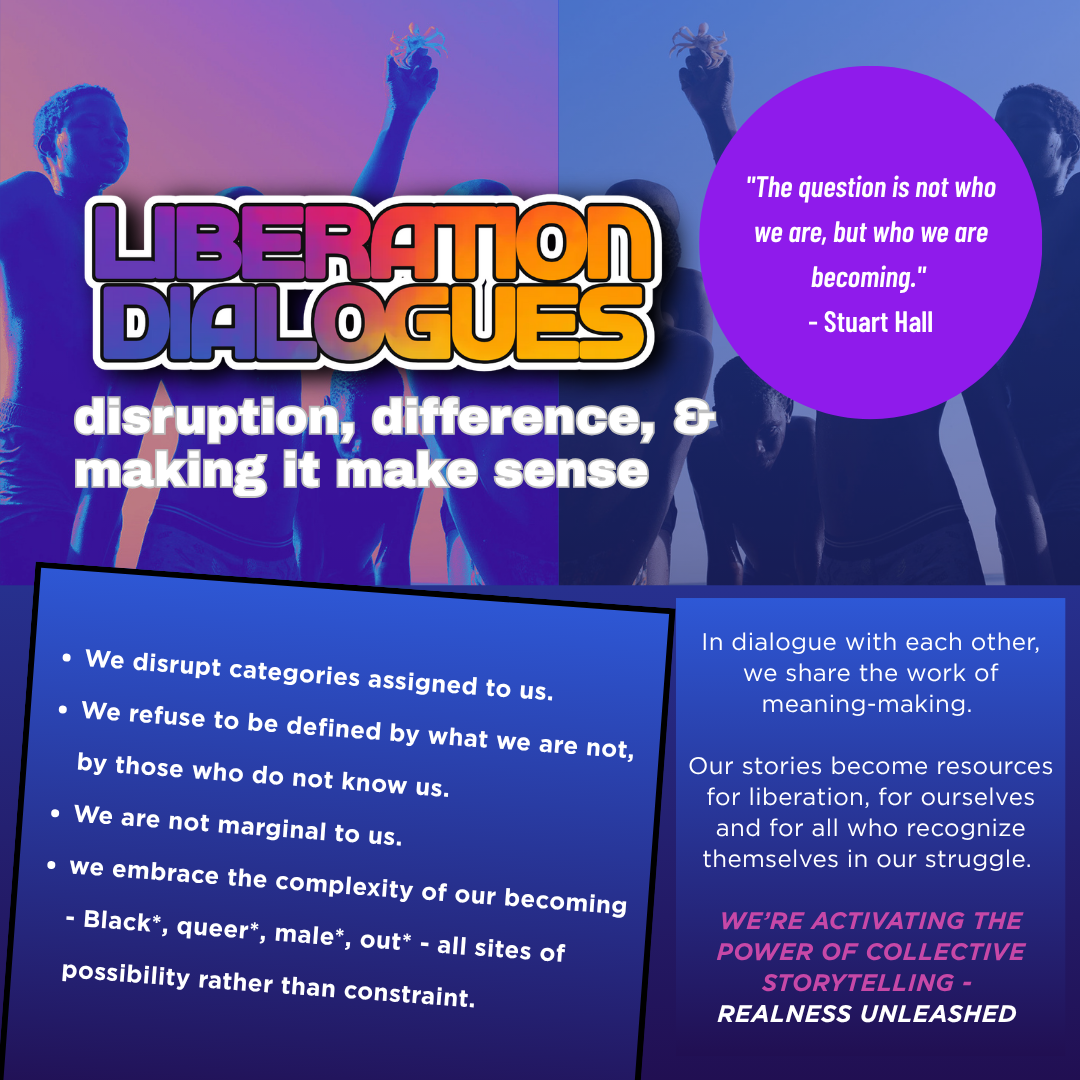 LIBERATION
DIALOGUES
disruption, difference, &
making it make sense
"The question is not who
we are, but who we are
becoming."
- Stuart Hall
• We disrupt categories assigned to us.
• We refuse to be defined by what we are not,
by those who do not know us.
• We are not marginal to us.
• we embrace the complexity of our becoming
- Black*, queer*, male*, out* - all sites of
possibility rather than constraint.
In dialogue with each other,
we share the work of
meaning-making.
Our stories become resources
for liberation, for ourselves
and for all who recognize
themselves in our struggle.
WE'RE ACTIVATING THE
POWER OF COLLECTIVE
STORYTELLING -
REALNESS UNLEASHED